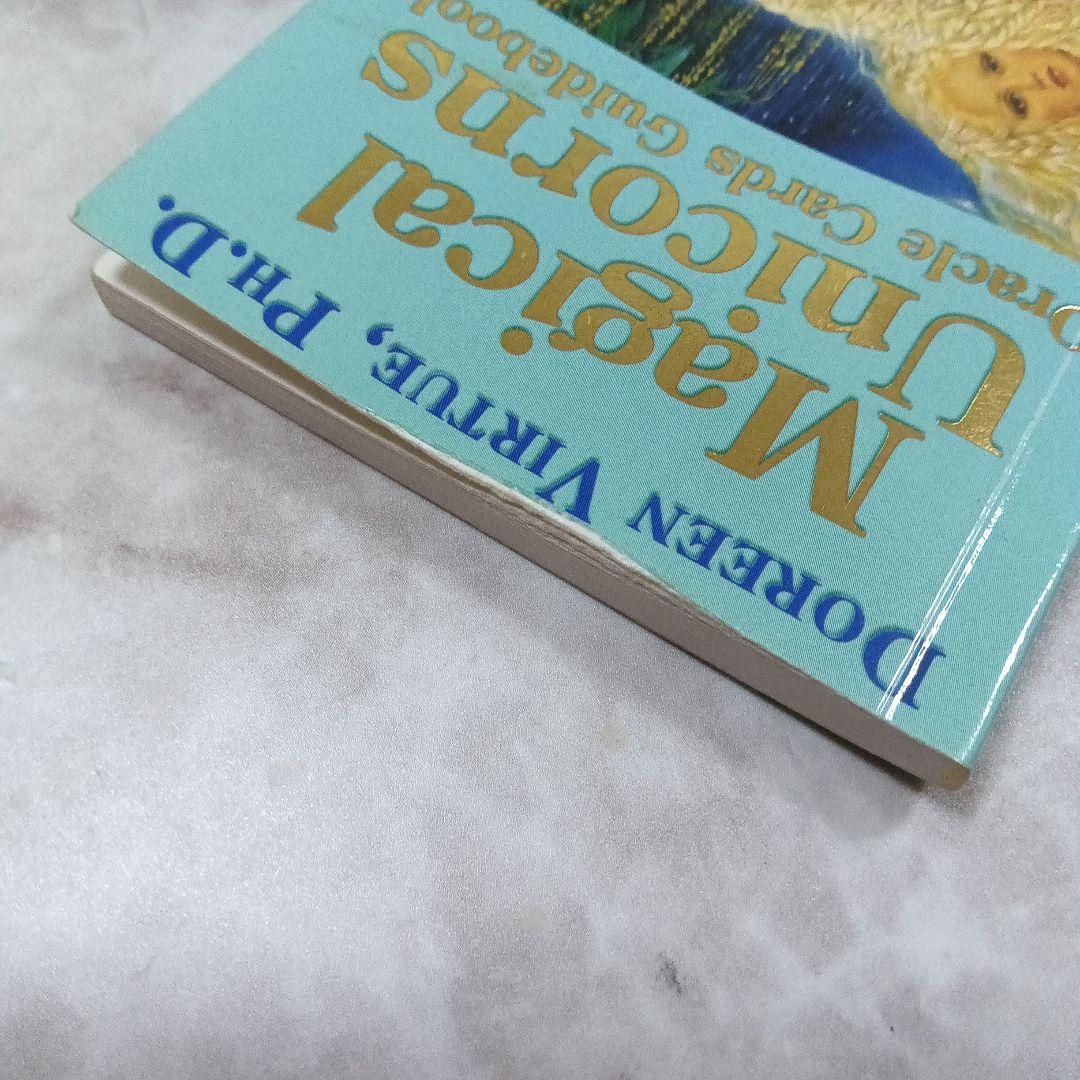 DOREEN VIRTUE, PH.D.
Magical
Unicorns
Oracle Cards Guidebook